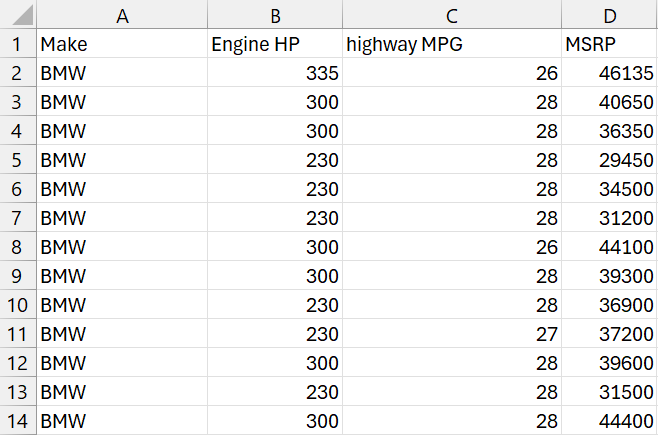 A B C D
1 Make Engine HP highway MPG MSRP
2 BMW 335 26 46135
3 BMW 300 28 40650
4 BMW 300 28 36350
5 BMW 230 28 29450
6 BMW 230 28 34500
7 BMW 230 28 31200
8 BMW 300 26 44100
9 BMW 300 28 39300
10 BMW 230 28 36900
11 BMW 230 27 37200
12 BMW 300 28 39600
13 BMW 230 28 31500
14 BMW 300 28 44400